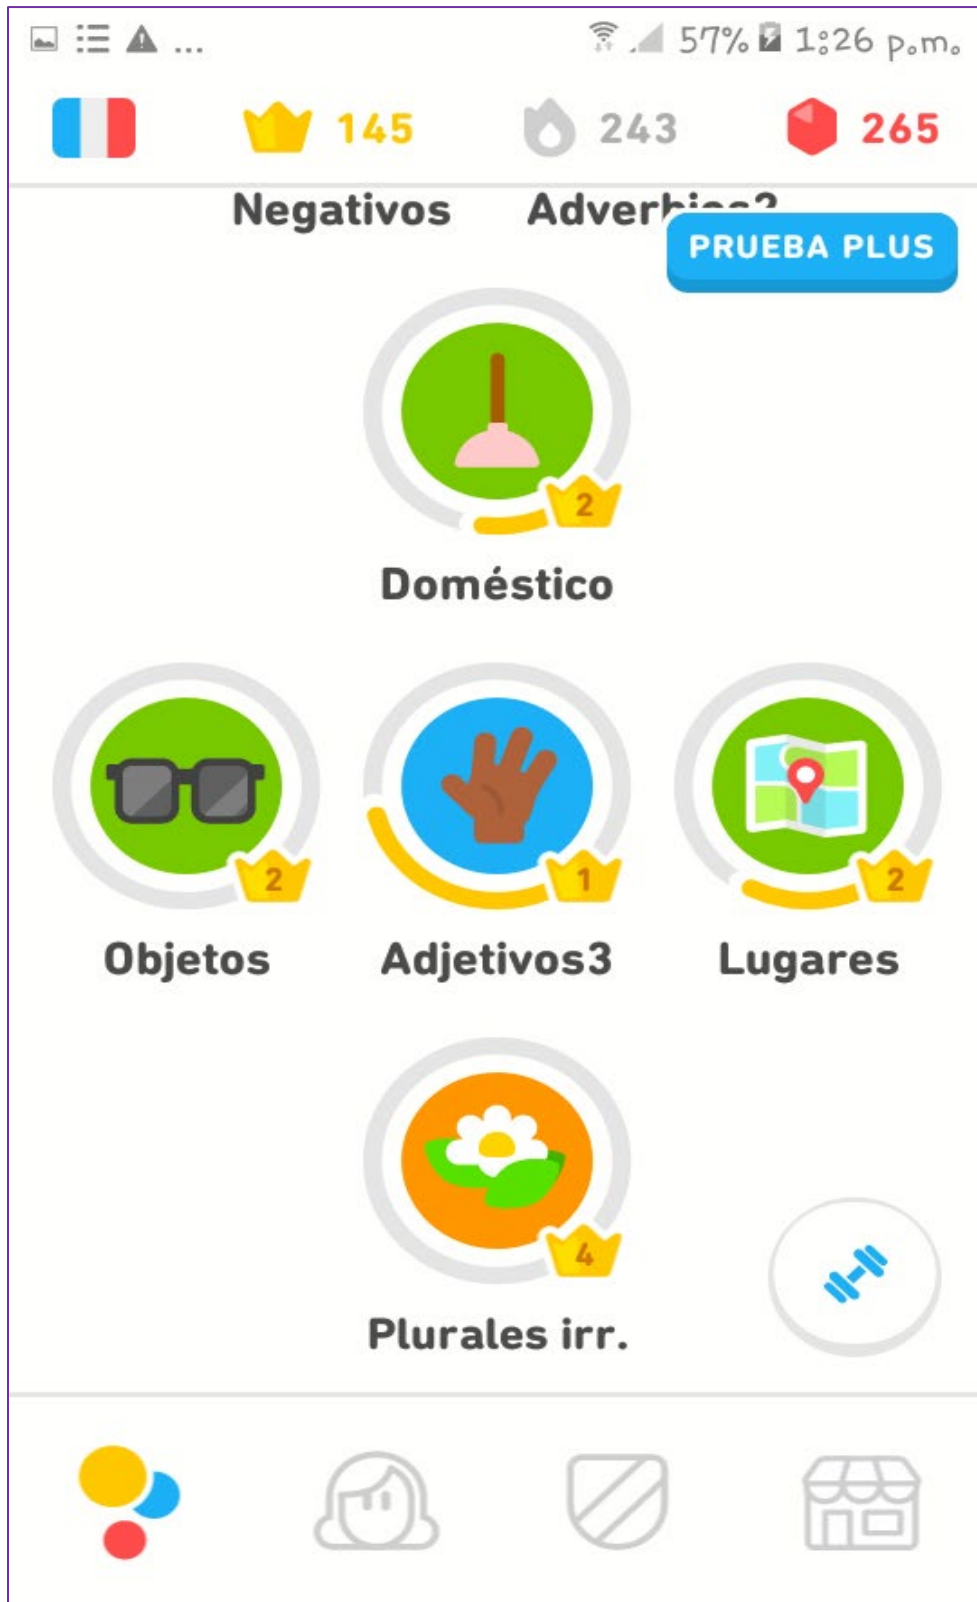 ... 57% 1:26 p.m.
145 243 265
Negativos Adverbios2
PRUEBA PLUS
2
Doméstico
2 1 2
Objetos Adjetivos3 Lugares
4
Plurales irr.